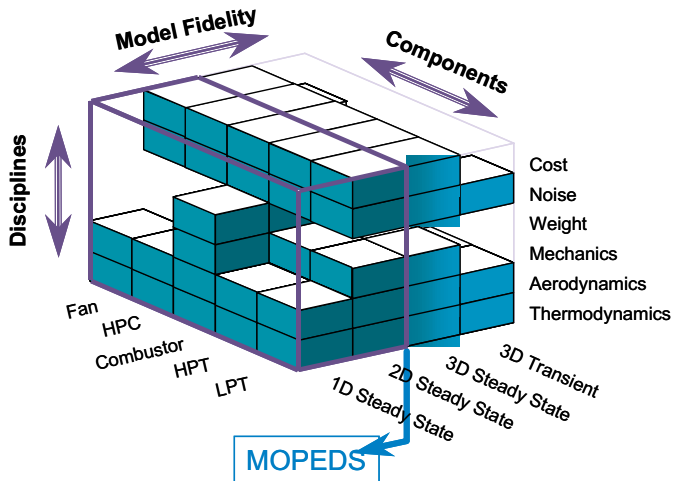 Model Fidelity
Components
Disciplines
Cost
Noise
Weight
Mechanics
Aerodynamics
Thermodynamics
Fan
HPC
Combustor
HPT
LPT
1D Steady State
2D Steady State
3D Steady State
3D Transient
MOPEDS